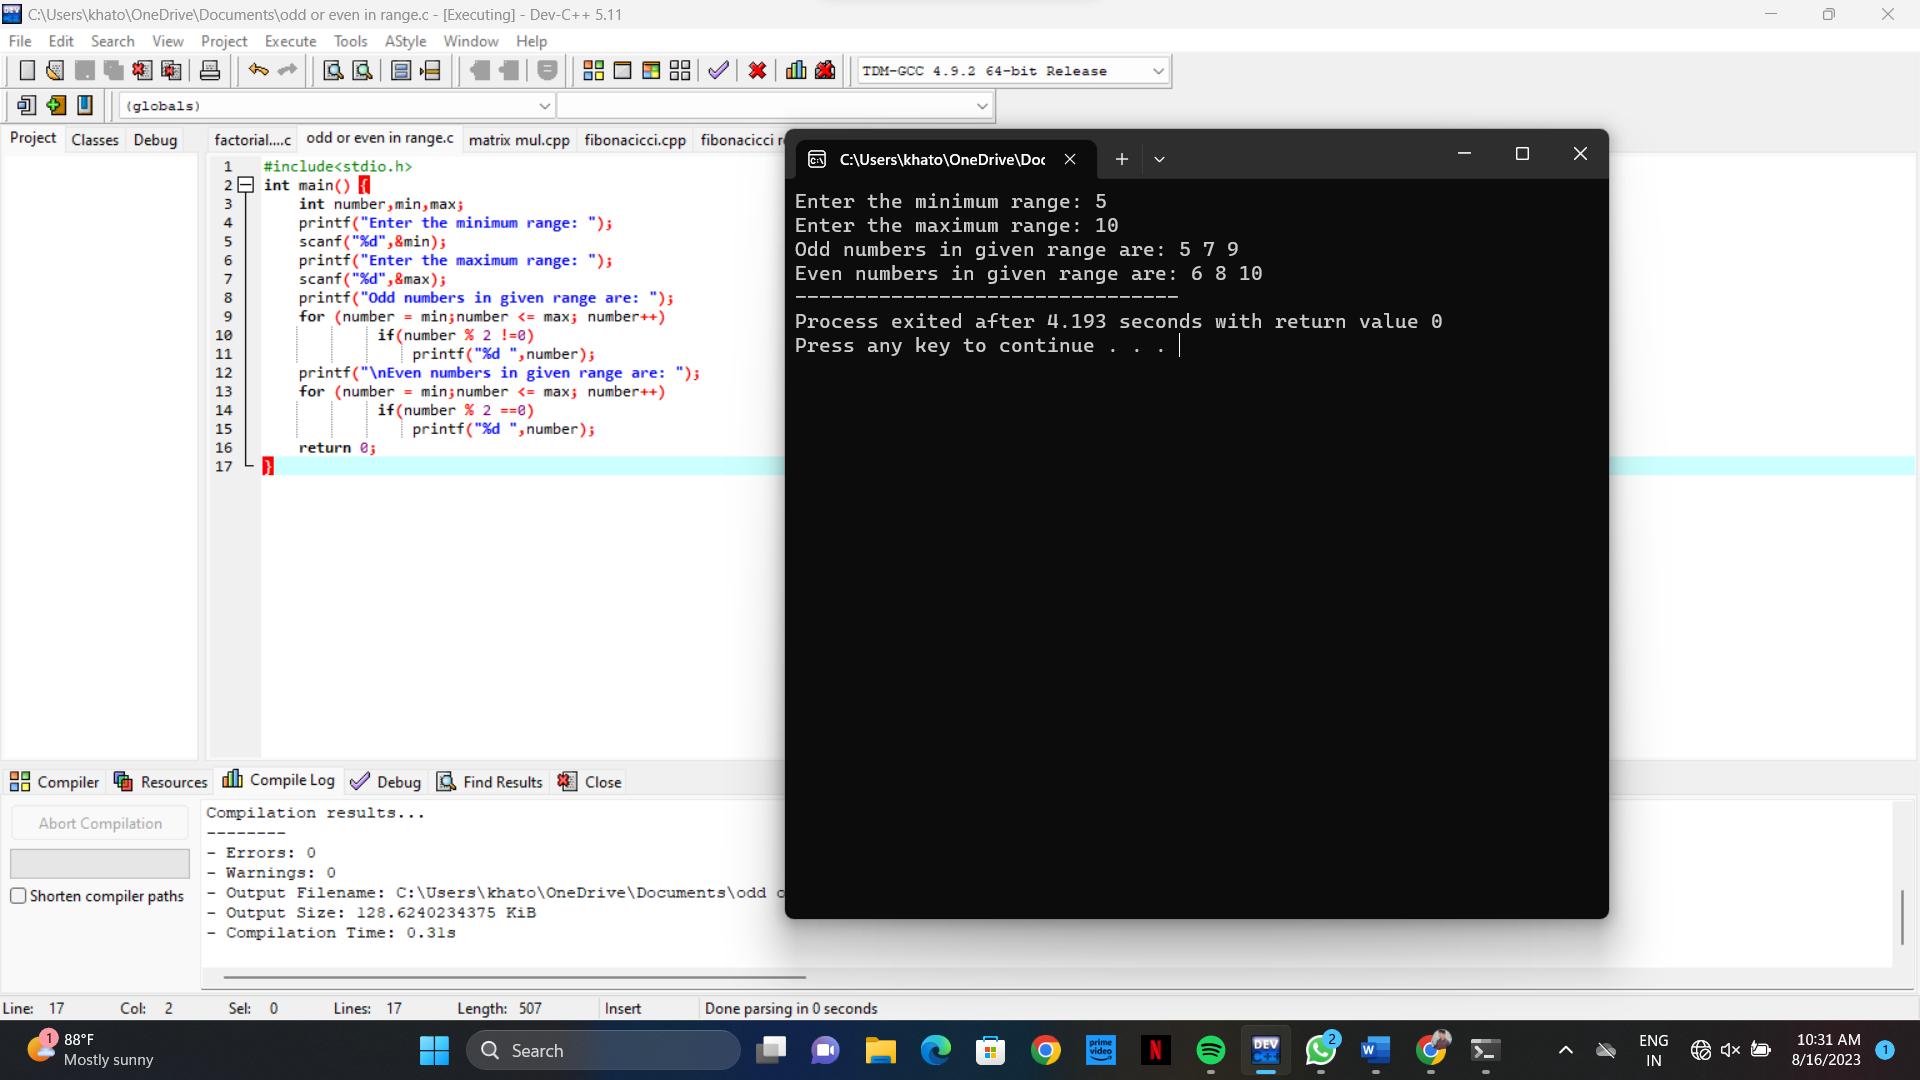 C:\Users\khato\OneDrive\Documents\odd or even in range.c - [Executing] - Dev-C++ 5.11
File Edit Search View Project Execute Tools AStyle Window Help
TDM-GCC 4.9.2 64-bit Release
(globals)
Project Classes Debug
factorial....c odd or even in range.c matrix mul.cpp fibonacicci.cpp fibonacicci
1 #include<stdio.h>
2 int main() {
3 int number,min,max;
4 printf("Enter the minimum range: ");
5 scanf("%d",&min);
6 printf("Enter the maximum range: ");
7 scanf("%d",&max);
8 printf("Odd numbers in given range are: ");
9 for (number = min;number <= max; number++)
10 if(number % 2 !=0)
11 printf("%d ",number);
12 printf("\nEven numbers in given range are: ");
13 for (number = min;number <= max; number++)
14 if(number % 2 ==0)
15 printf("%d ",number);
16 return 0;
17 }
C:\Users\khato\OneDrive\Doc
Enter the minimum range: 5
Enter the maximum range: 10
Odd numbers in given range are: 5 7 9
Even numbers in given range are: 6 8 10
--------------------------------
Process exited after 4.193 seconds with return value 0
Press any key to continue . . .
Compiler Resources Compile Log Debug Find Results Close
Abort Compilation
Shorten compiler paths
Compilation results...
--------
- Errors: 0
- Warnings: 0
- Output Filename: C:\Users\khato\OneDrive\Documents\odd
- Output Size: 128.6240234375 KiB
- Compilation Time: 0.31s
Line: 17 Col: 2 Sel: 0 Lines: 17 Length: 507 Insert Done parsing in 0 seconds
1
88°F
Mostly sunny
Search
prime video
N
DEV C++
2
W
ENG
IN
10:31 AM
8/16/2023
1